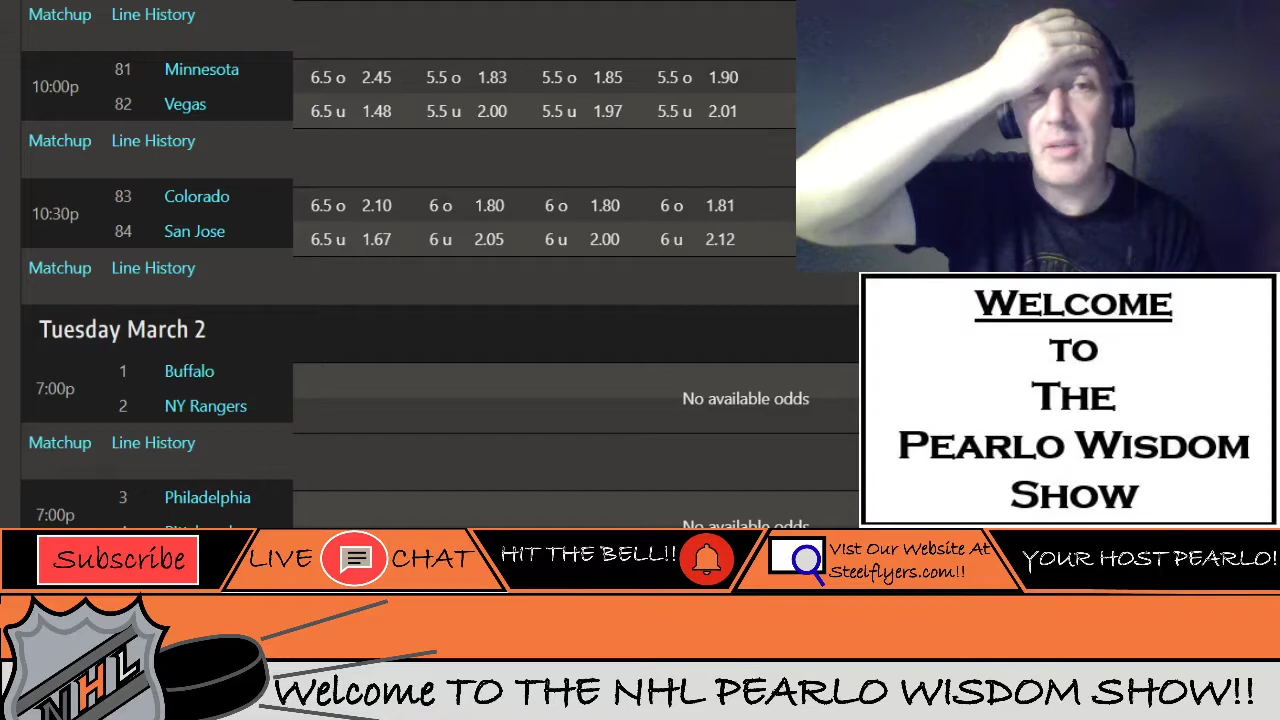 Matchup Line History
10:00p
81 Minnesota
82 Vegas
6.5 o 2.45 5.5 o 1.83 5.5 o 1.85 5.5 o 1.90
6.5 u 1.48 5.5 u 2.00 5.5 u 1.97 5.5 u 2.01
Matchup Line History
10:30p
83 Colorado
84 San Jose
6.5 o 2.10 6 o 1.80 6 o 1.80 6 o 1.81
6.5 u 1.67 6 u 2.05 6 u 2.00 6 u 2.12
Matchup Line History
Tuesday March 2
7:00p
1 Buffalo
2 NY Rangers
No available odds
Matchup Line History
7:00p
3 Philadelphia
No available odds
Welcome
to
The
Pearlo Wisdom
Show
Subscribe
LIVE CHAT
HIT THE BELL!!
VIst Our Website At
Steelflyers.com!!
YOUR HOST PEARLO!
NHL
Welcome TO THE NHL PEARLO WISDOM SHOW!!